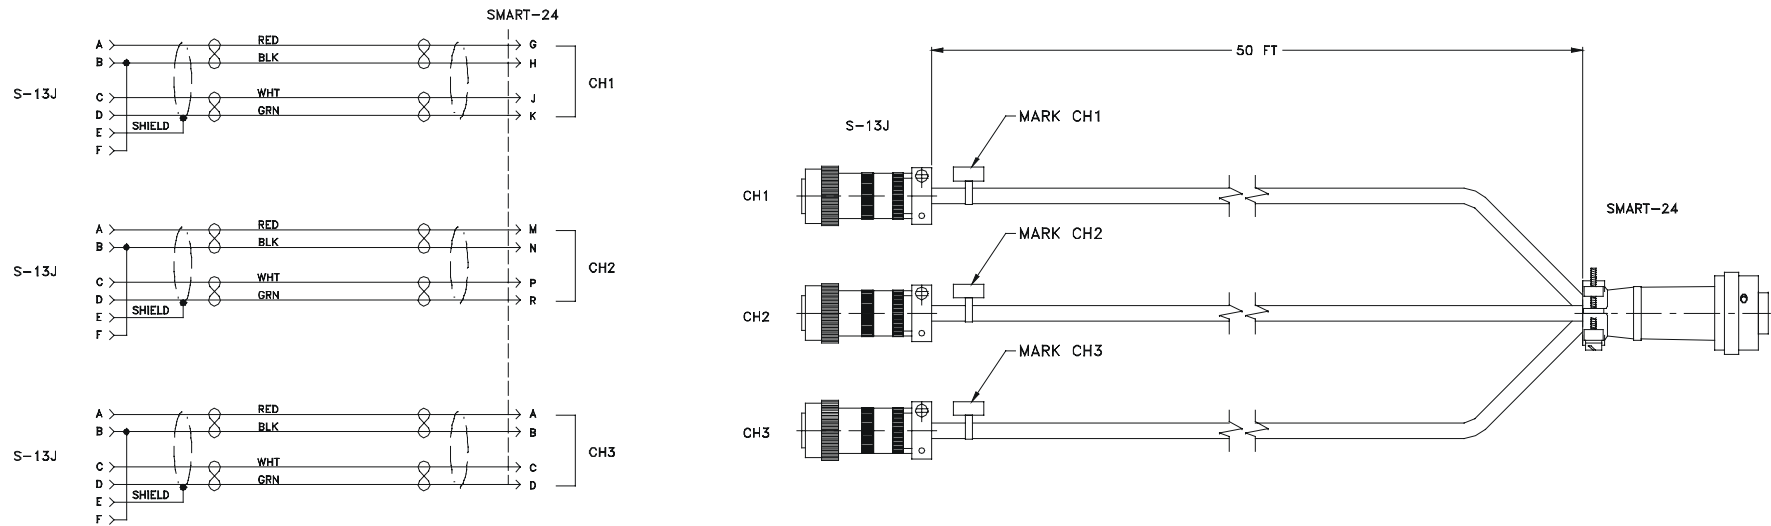 SMART-24
A RED G
B BLK H
S-13J CH1
C WHT J
D GRN K
E SHIELD
F
A RED M
B BLK N
S-13J CH2
C WHT P
D GRN R
E SHIELD
F
A RED A
B BLK B
S-13J CH3
C WHT C
D GRN D
E SHIELD
F
50 FT
S-13J
MARK CH1
CH1
SMART-24
MARK CH2
CH2
MARK CH3
CH3